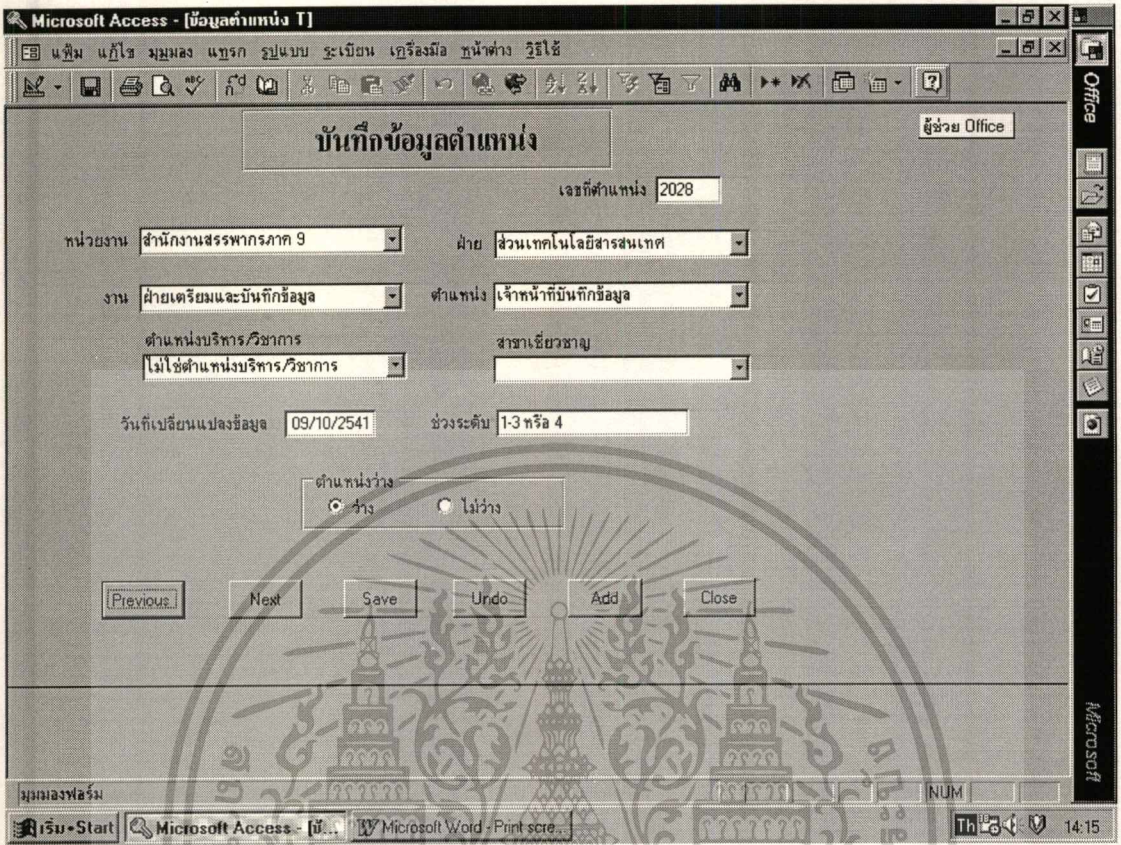 Microsoft Access - [ข้อมูลตำแหน่ง T]
แฟ้ม แก้ไข มุมมอง แทรก รูปแบบ ระเบียน เครื่องมือ หน้าต่าง วิธีใช้
Office
ผู้ช่วย Office
บันทึกข้อมูลตำแหน่ง
เลขที่ตำแหน่ง 2028
หน่วยงาน สำนักงานสรรพากรภาค 9 ฝ่าย ส่วนเทคโนโลยีสารสนเทศ
งาน ฝ่ายเตรียมและบันทึกข้อมูล ตำแหน่ง เจ้าหน้าที่บันทึกข้อมูล
ตำแหน่งบริหาร/วิชาการ สาขาเชี่ยวชาญ
ไม่ใช่ตำแหน่งบริหาร/วิชาการ
วันที่เปลี่ยนแปลงข้อมูล 09/10/2541 ช่วงระดับ 1-3 หรือ 4
ตำแหน่งว่าง
ว่าง ไม่ว่าง
Previous Next Save Undo Add Close
Microsoft
มุมมองฟอร์ม NUM
เริ่ม Start Microsoft Access - [บั... Microsoft Word - Print scre... Th 14:15